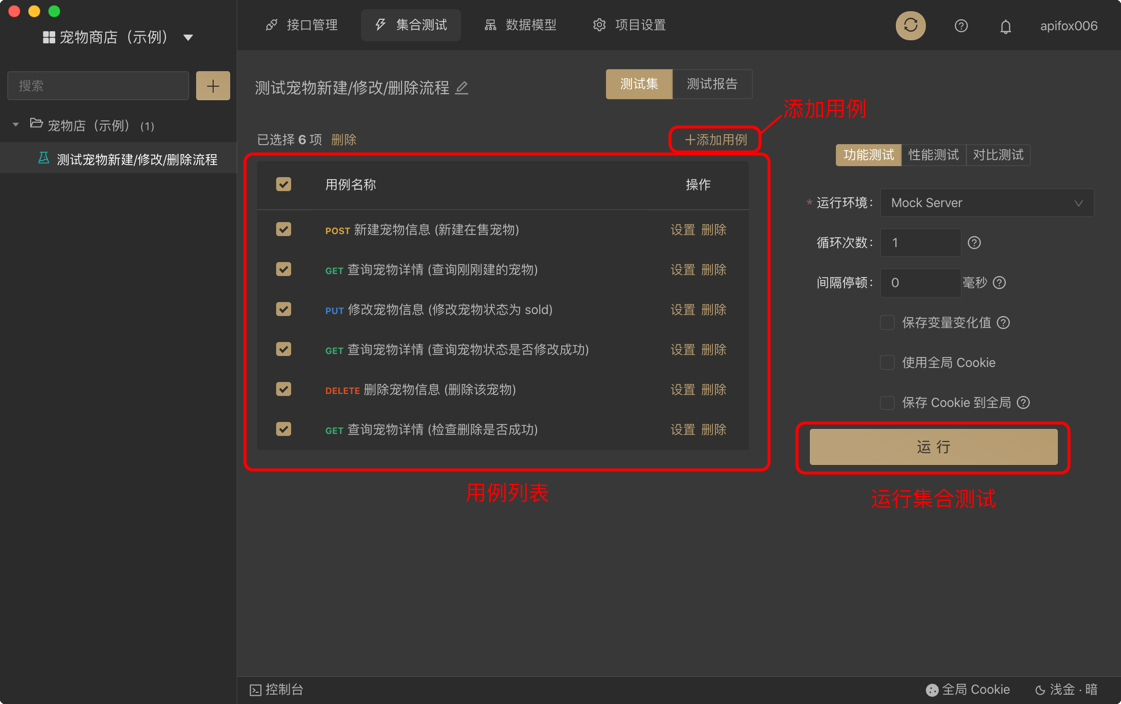 宠物商店（示例）
接口管理 集合测试 数据模型 项目设置 apifox006
搜索
测试宠物新建/修改/删除流程 测试集 测试报告
宠物店（示例）(1)
测试宠物新建/修改/删除流程
添加用例
已选择 6 项 删除 +添加用例
功能测试 性能测试 对比测试
用例名称 操作
POST 新建宠物信息 (新建在售宠物) 设置 删除
GET 查询宠物详情 (查询刚刚建的宠物) 设置 删除
PUT 修改宠物信息 (修改宠物状态为 sold) 设置 删除
GET 查询宠物详情 (查询宠物状态是否修改成功) 设置 删除
DELETE 删除宠物信息 (删除该宠物) 设置 删除
GET 查询宠物详情 (检查删除是否成功) 设置 删除
* 运行环境： Mock Server
循环次数： 1
间隔停顿： 0 毫秒
保存变量变化值
使用全局 Cookie
保存 Cookie 到全局
运 行
用例列表
运行集合测试
控制台
全局 Cookie 浅金 · 暗